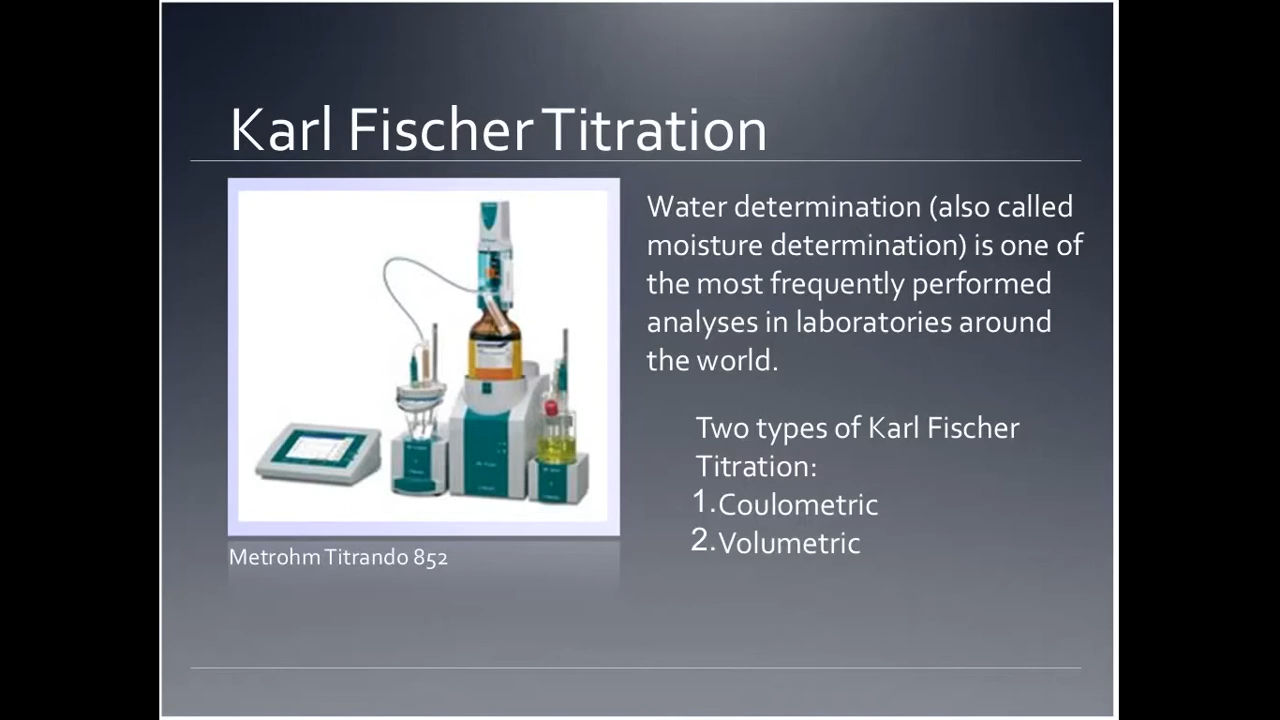 Karl Fischer Titration
Water determination (also called
moisture determination) is one of
the most frequently performed
analyses in laboratories around
the world.
Two types of Karl Fischer
Titration:
1.Coulometric
2.Volumetric
Metrohm Titrando 852